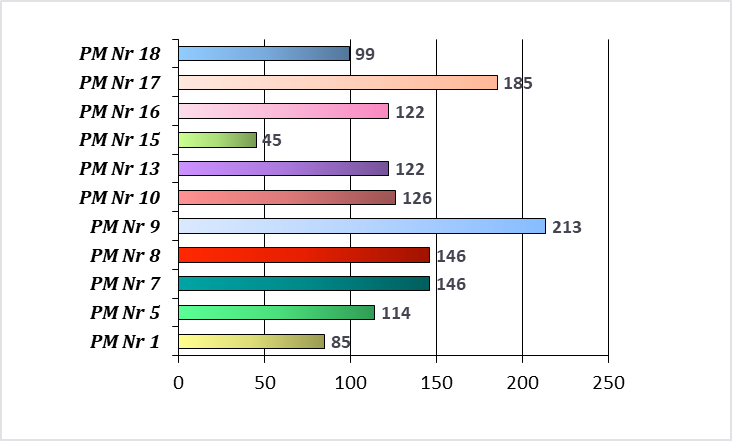 PM Nr 18 99
PM Nr 17 185
PM Nr 16 122
PM Nr 15 45
PM Nr 13 122
PM Nr 10 126
PM Nr 9 213
PM Nr 8 146
PM Nr 7 146
PM Nr 5 114
PM Nr 1 85
0 50 100 150 200 250